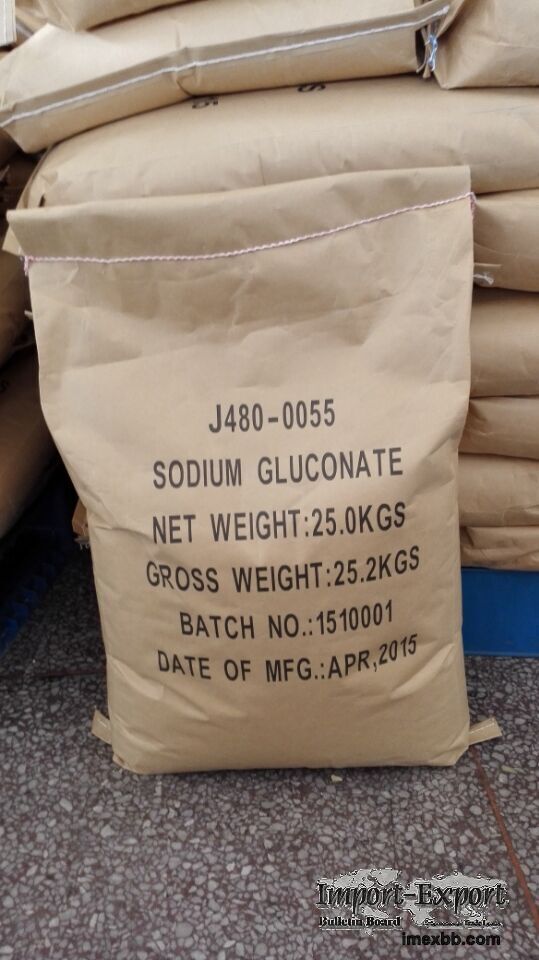 J480-0055
SODIUM GLUCONATE
NET WEIGHT:25.0KGS
GROSS WEIGHT:25.2KGS
BATCH NO.:1510001
DATE OF MFG.:APR,2015
Import-Export
Bulletin Board
imexbb.com